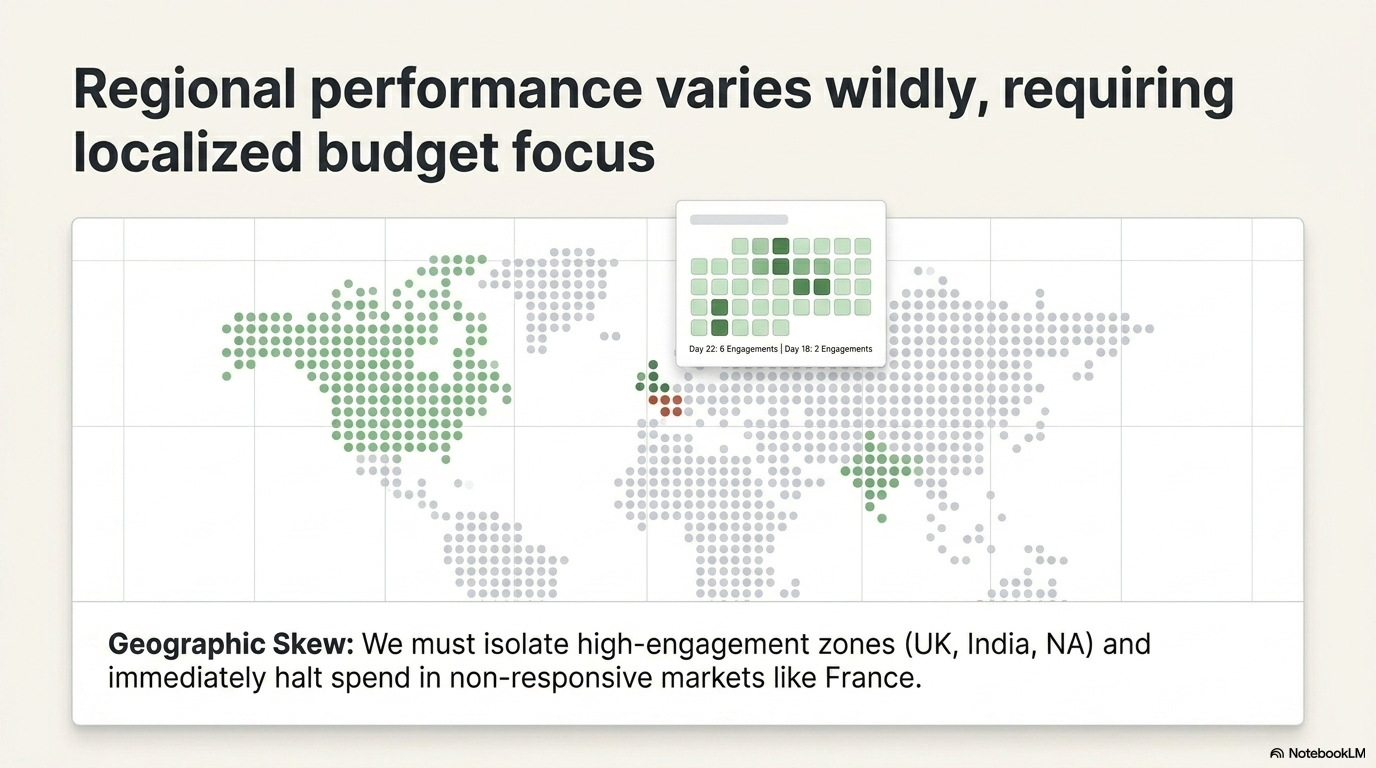 Regional performance varies wildly, requiring
localized budget focus
Day 22: 6 Engagements | Day 18: 2 Engagements
Geographic Skew: We must isolate high-engagement zones (UK, India, NA) and
immediately halt spend in non-responsive markets like France.
NotebookLM